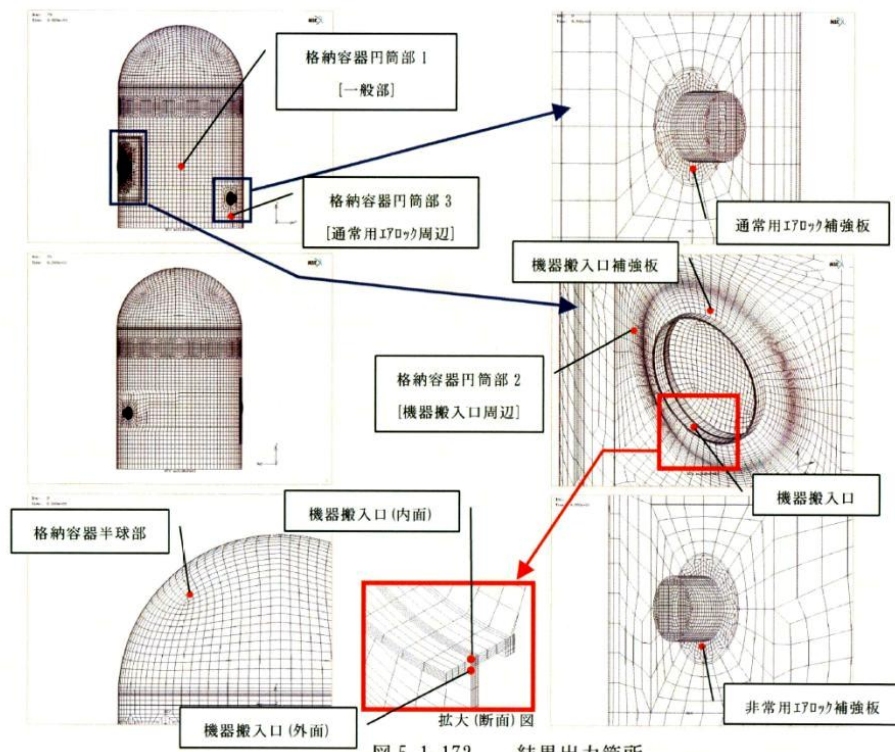 格納容器円筒部1
[一般部]
格納容器円筒部3
[通常用エアロック周辺]
通常用エアロック補強板
機器搬入口補強板
格納容器円筒部2
[機器搬入口周辺]
機器搬入口
機器搬入口(内面)
格納容器半球部
機器搬入口(外面)
拡大(断面)図
非常用エアロック補強板
図5.1.172 結果出力箇所